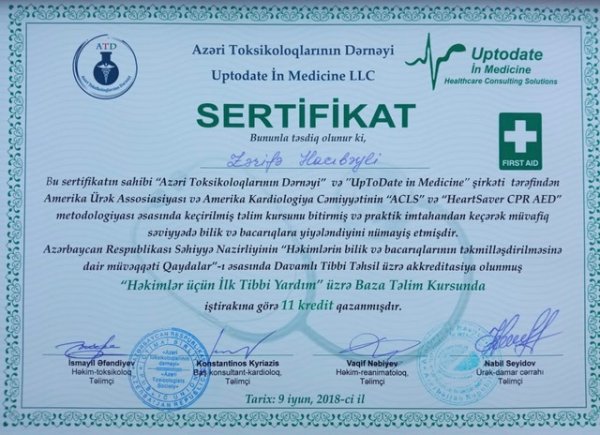 ATD
Azəri Toksikoloqlarının Dərnəyi
Uptodate İn Medicine LLC
Uptodate
İn Medicine
Healthcare Consulting Solutions
SERTİFİKAT
Bununla təsdiq olunur ki,
Zərifə Hacıbəyli
FIRST AID
Bu sertifikatın sahibi "Azəri Toksikoloqlarının Dərnəyi" və "UpToDate in Medicine" şirkəti tərəfindən
Amerika Ürək Assosiasiyası və Amerika Kardiologiya Cəmiyyətinin "ACLS" və "HeartSaver CPR AED"
metodologiyası əsasında keçirilmiş təlim kursunu bitirmiş və praktik imtahandan keçərək müvafiq
səviyyədə bilik və bacarıqlara yiyələndiyini nümayiş etmişdir.
Azərbaycan Respublikası Səhiyyə Nazirliyinin "Həkimlərin bilik və bacarıqlarının təkmilləşdirilməsinə
dair müvəqqəti Qaydalar"-ı əsasında Davamlı Tibbi Təhsil üzrə akkreditasiya olunmuş
"Həkimlər üçün İlk Tibbi Yardım" üzrə Baza Təlim Kursunda
iştirakına görə 11 kredit qazanmışdır.
İsmayıl Əfəndiyev
Həkim-toksikoloq
Təlimçi
Konstantinos Kyriazis
Baş konsultant-kardioloq,
Təlimçi
Vaqif Nəbiyev
Həkim-reanimatoloq,
Təlimçi
Nabil Seyidov
Ürək-damar cərrahı
Təlimçi
Tarix: 9 iyun, 2018-ci il